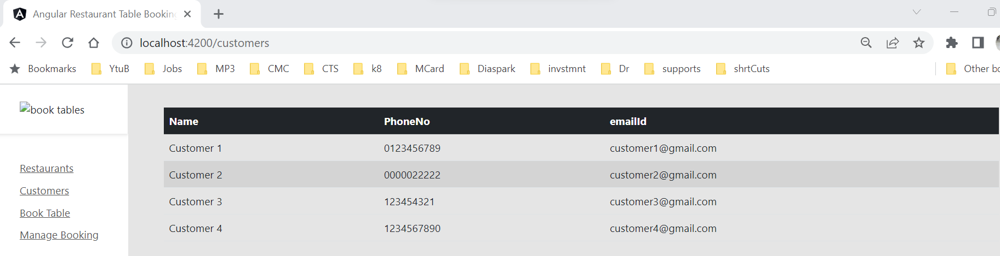 Angular Restaurant Table Booking
localhost:4200/customers
Bookmarks YtuB Jobs MP3 CMC CTS k8 MCard Diaspark invstmnt Dr supports shrtCuts Other
book tables
Name PhoneNo emailId
Customer 1 0123456789 customer1@gmail.com
Customer 2 0000022222 customer2@gmail.com
Restaurants
Customers
Customer 3 123454321 customer3@gmail.com
Book Table
Customer 4 1234567890 customer4@gmail.com
Manage Booking